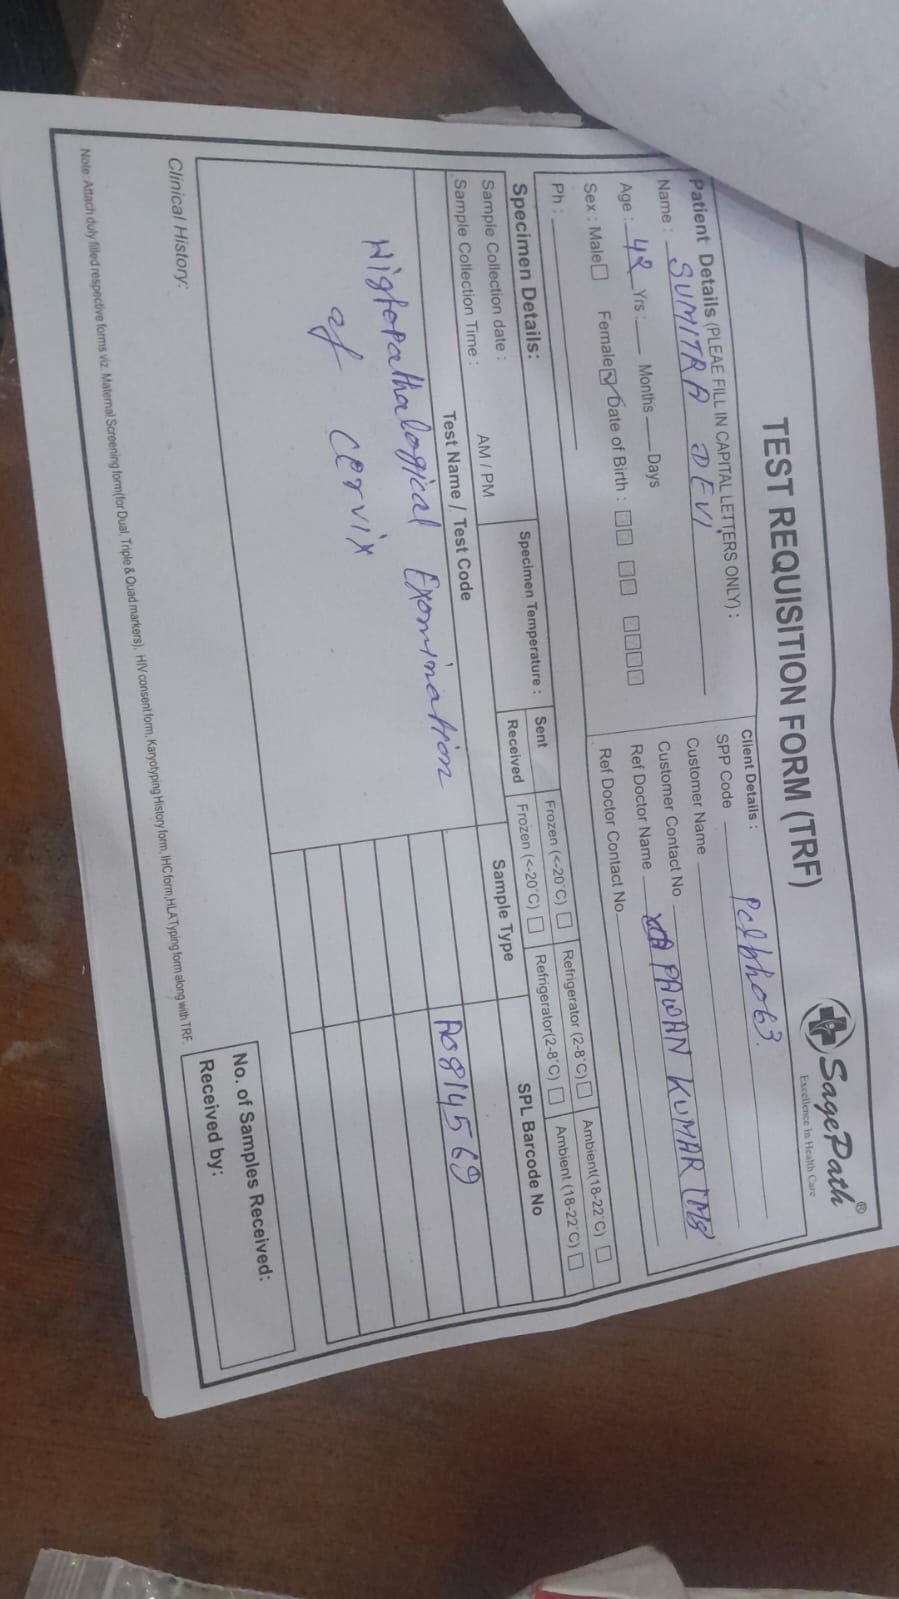 TEST REQUISITION FORM (TRF)
SagePath®
Excellence In Health Care
Patient Details (PLEAE FILL IN CAPITAL LETTERS ONLY) :
Name : SUMITRA DEVI
Age : 42 Yrs : Months Days
Sex : Male Female Date of Birth :
Ph :
Client Details :
SPP Code
Customer Name
Customer Contact No
Ref Doctor Name PAWAN KUMAR
Ref Doctor Contact No
Specimen Details:
Sample Collection date :
Sample Collection Time : AM / PM
Specimen Temperature :
Sent Frozen (<-20°C) Refrigerator (2-8°C) Ambient(18-22°C)
Received Frozen (<-20°C) Refrigerator(2-8°C) Ambient (18-22°C)
Test Name / Test Code Sample Type SPL Barcode No
A0814569
Histopathological Examination
of cervix
No. of Samples Received:
Received by:
Clinical History:
Note: Attach duly filled respective forms viz. Maternal Screening form(for Dual, Triple & Quad markers), HIV consent form, Karyotyping History form, IHC form, HLA Typing form along with TRF.